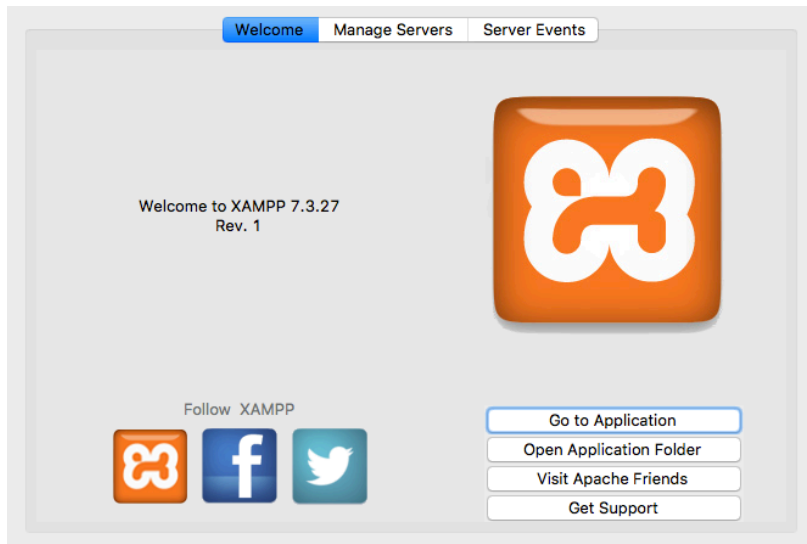 Welcome
Manage Servers
Server Events
Welcome to XAMPP 7.3.27
Rev. 1
Follow XAMPP
Go to Application
Open Application Folder
Visit Apache Friends
Get Support